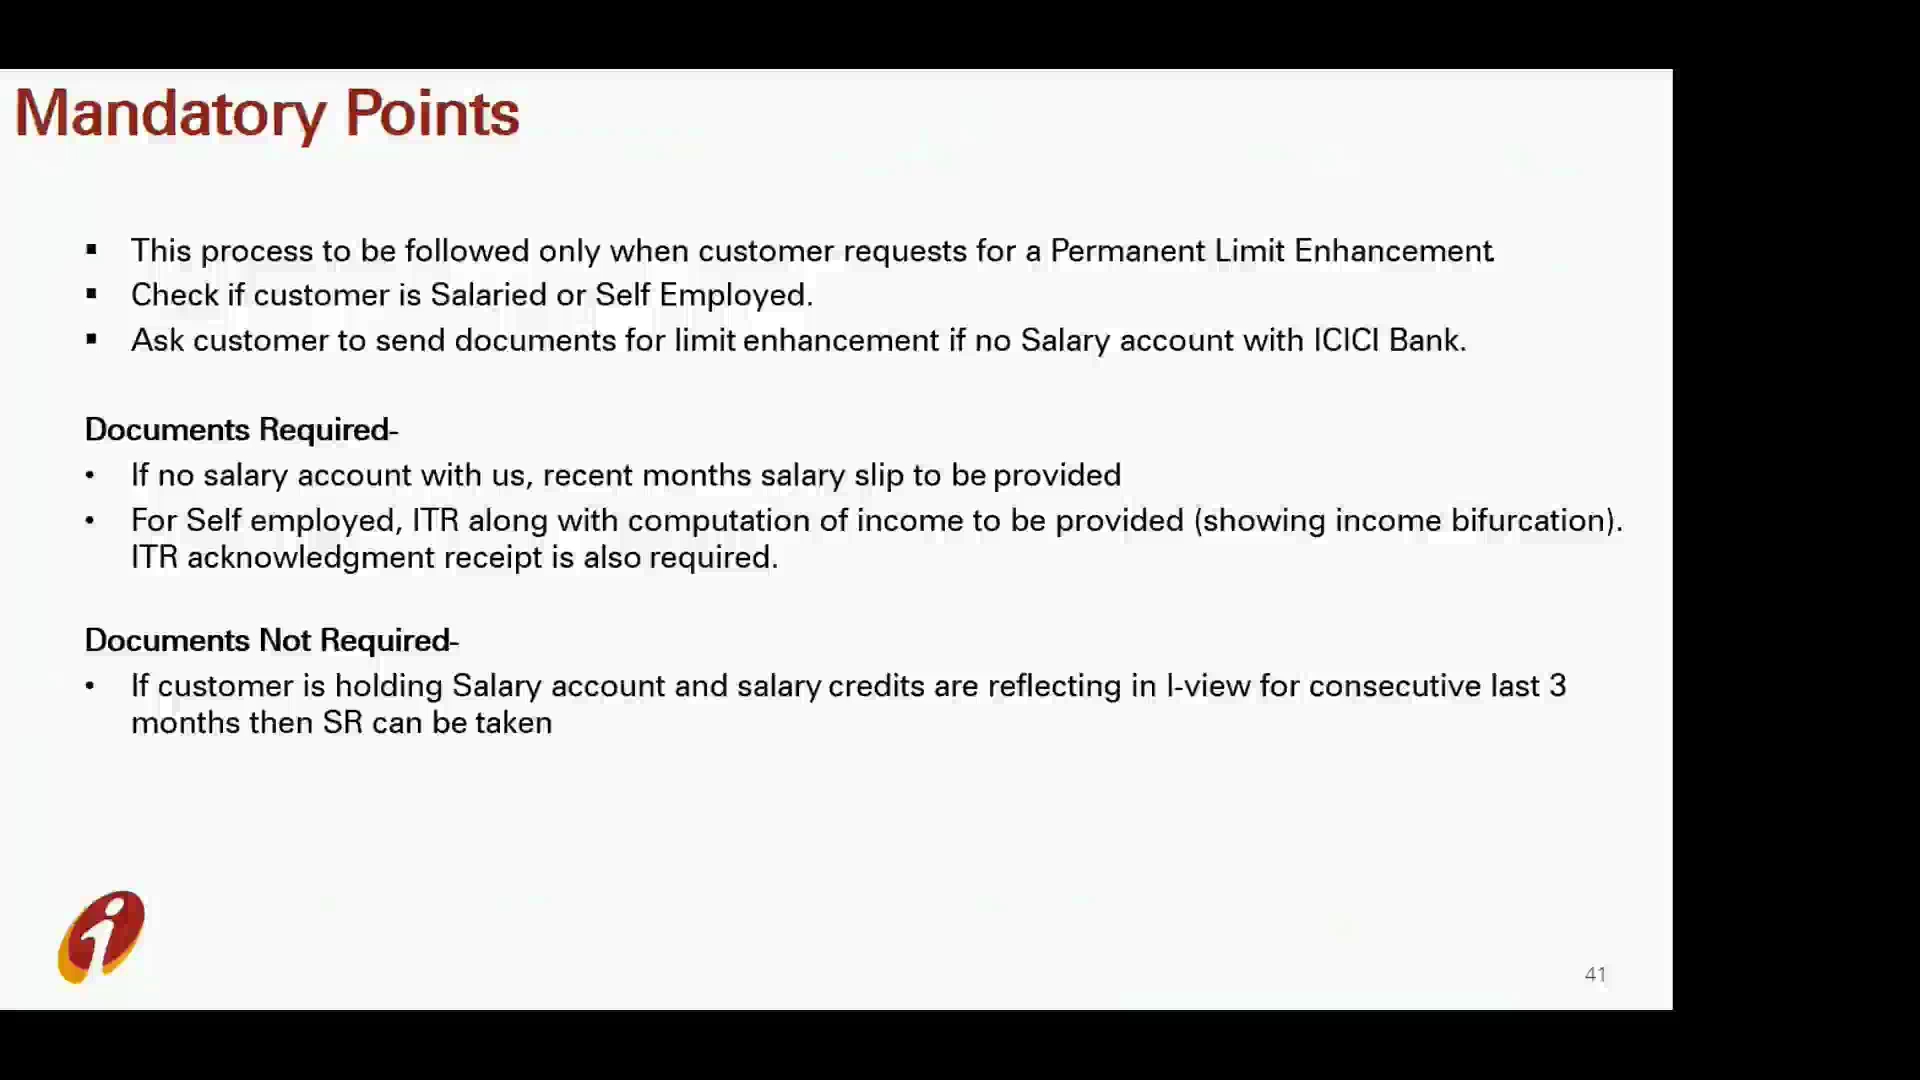 Mandatory Points
▪ This process to be followed only when customer requests for a Permanent Limit Enhancement.
▪ Check if customer is Salaried or Self Employed.
▪ Ask customer to send documents for limit enhancement if no Salary account with ICICI Bank.
Documents Required-
• If no salary account with us, recent months salary slip to be provided
• For Self employed, ITR along with computation of income to be provided (showing income bifurcation).
ITR acknowledgment receipt is also required.
Documents Not Required-
• If customer is holding Salary account and salary credits are reflecting in I-view for consecutive last 3
months then SR can be taken
41